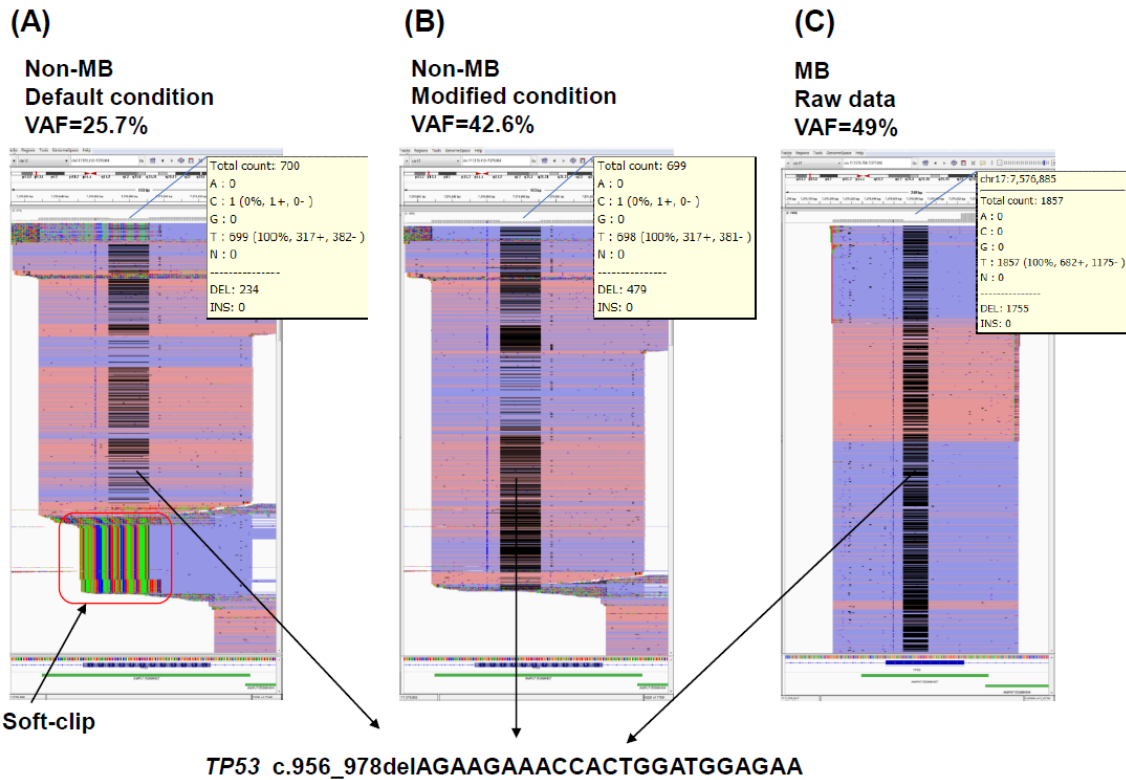 (A)
Non-MB
Default condition
VAF=25.7%
Total count: 700
A : 0
C : 1 (0%, 1+, 0- )
G : 0
T : 699 (100%, 317+, 382- )
N : 0
---------------
DEL: 234
INS: 0
Soft-clip
(B)
Non-MB
Modified condition
VAF=42.6%
Total count: 699
A : 0
C : 1 (0%, 1+, 0- )
G : 0
T : 698 (100%, 317+, 381- )
N : 0
---------------
DEL: 479
INS: 0
(C)
MB
Raw data
VAF=49%
chr17:7,576,885
Total count: 1857
A : 0
C : 0
G : 0
T : 1857 (100%, 682+, 1175- )
N : 0
---------------
DEL: 1755
INS: 0
TP53 c.956_978delAGAAGAAACCACTGGATGGAGAA